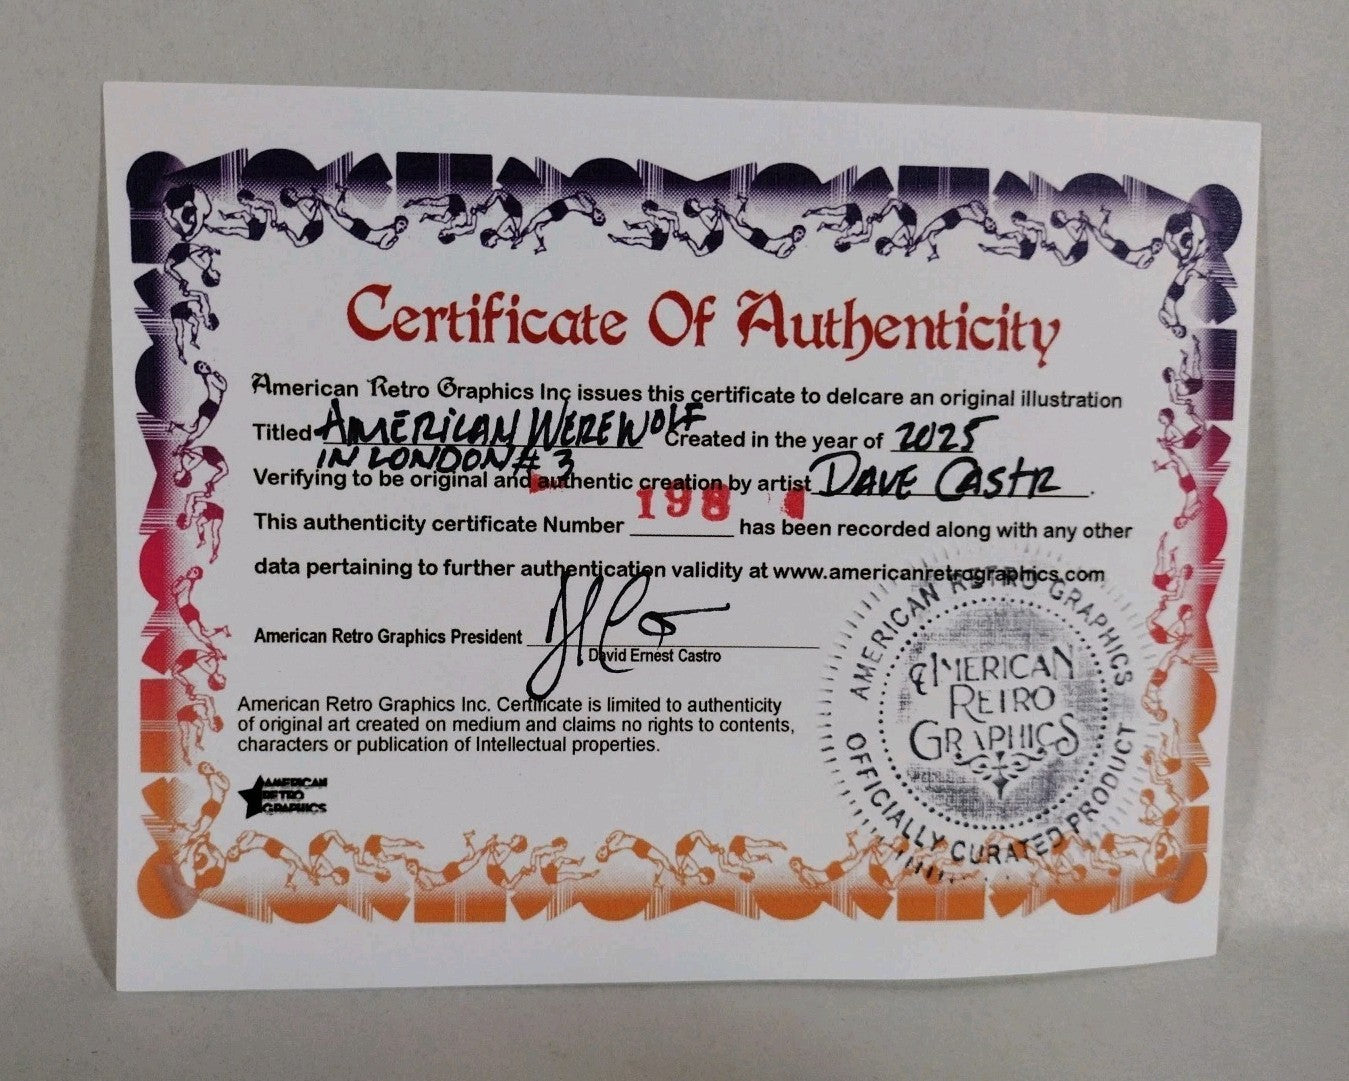 Certificate Of Authenticity
American Retro Graphics Inc issues this certificate to delcare an original illustration
Titled AMERICAN WEREWOLF Created in the year of 2025
IN LONDON # 3
Verifying to be original and authentic creation by artist DAVE CASTR.
198
This authenticity certificate Number has been recorded along with any other
data pertaining to further authentication validity at www.americanretrographics.com
American Retro Graphics President
David Ernest Castro
American Retro Graphics Inc. Certificate is limited to authenticity
of original art created on medium and claims no rights to contents,
characters or publication of Intellectual properties.
AMERICAN
RETRO
GRAPHICS
AMERICAN RETRO GRAPHICS
AMERICAN
RETRO
GRAPHICS
OFFICIALLY CURATED PRODUCT